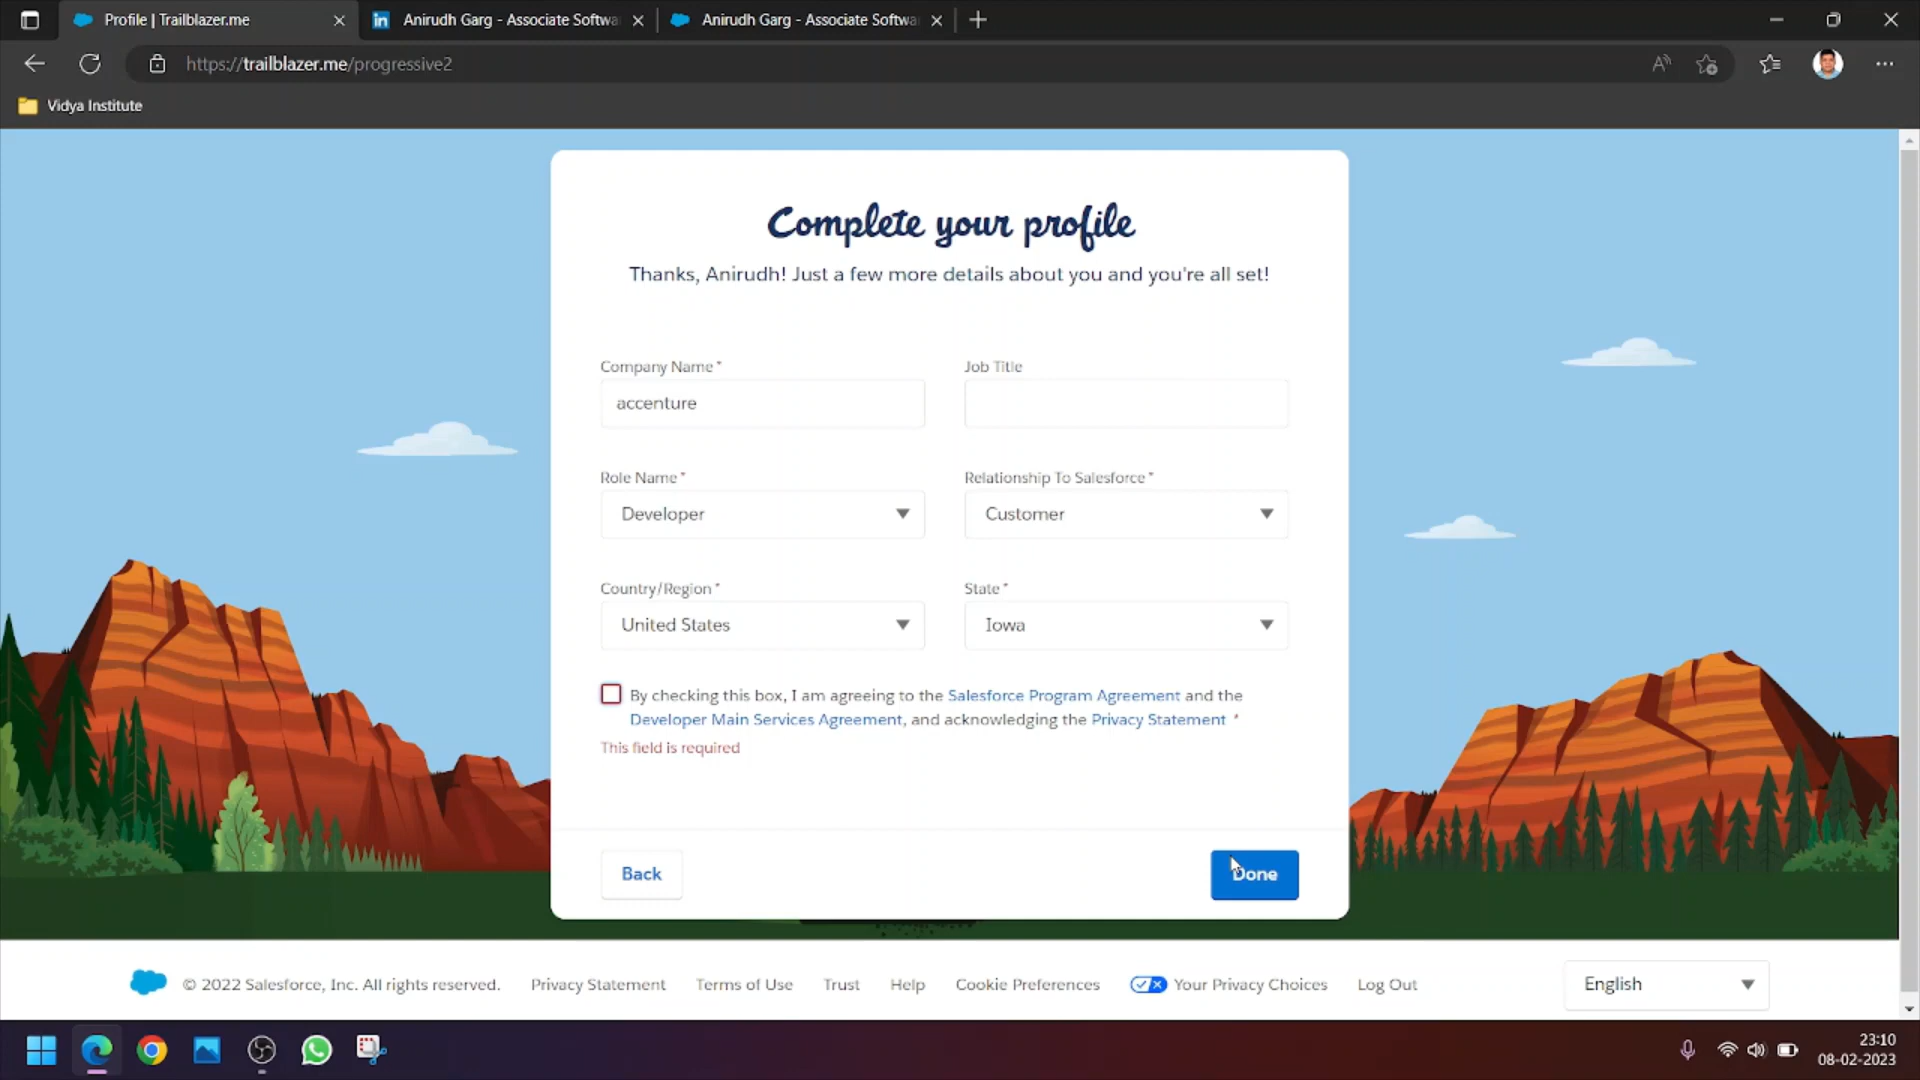 Profile | Trailblazer.me
Anirudh Garg - Associate Softwa
Anirudh Garg - Associate Softwa
https://trailblazer.me/progressive2
Vidya Institute
Complete your profile
Thanks, Anirudh! Just a few more details about you and you're all set!
Company Name *
Job Title
accenture
Role Name *
Relationship To Salesforce *
Developer
Customer
Country/Region *
State *
United States
Iowa
By checking this box, I am agreeing to the Salesforce Program Agreement and the
Developer Main Services Agreement, and acknowledging the Privacy Statement *
This field is required
Back
Done
© 2022 Salesforce, Inc. All rights reserved.
Privacy Statement
Terms of Use
Trust
Help
Cookie Preferences
Your Privacy Choices
Log Out
English
23:10
08-02-2023